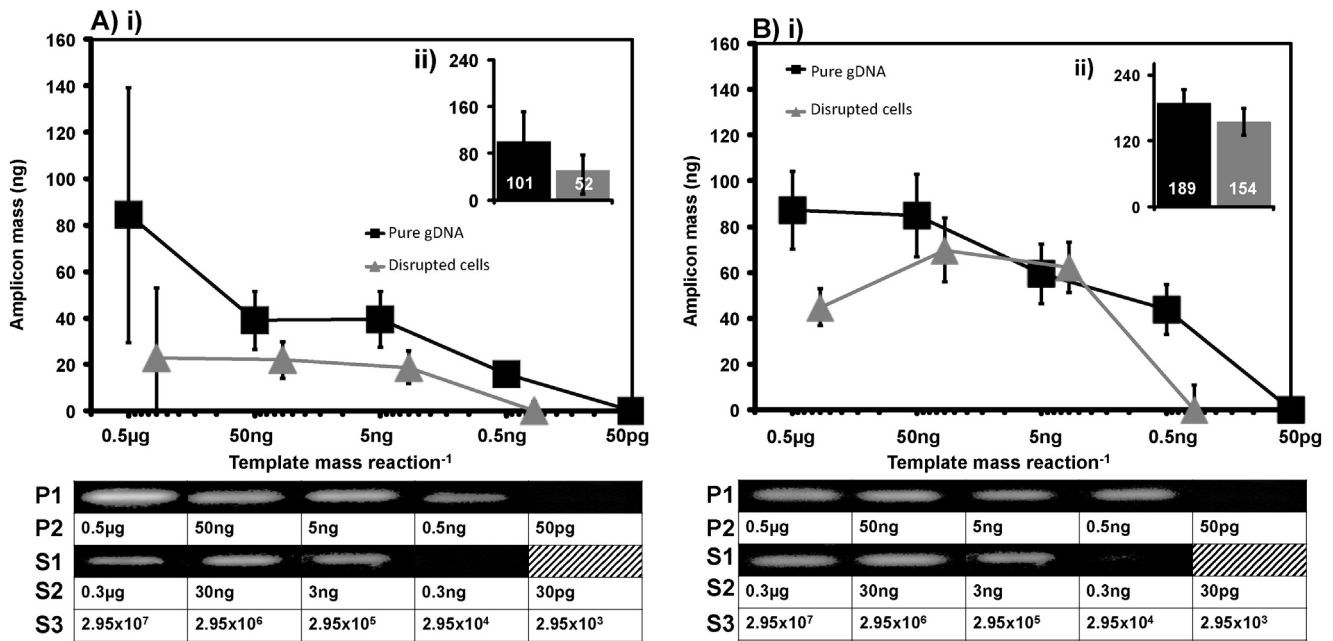 A) i)
160
140
120
100
80
60
40
20
0
Amplicon mass (ng)
ii)
240
160
80
0
101
52
Pure gDNA
Disrupted cells
0.5µg
50ng
5ng
0.5ng
50pg
Template mass reaction⁻¹
P1
P2
0.5µg
50ng
5ng
0.5ng
50pg
S1
S2
0.3µg
30ng
3ng
0.3ng
30pg
S3
2.95x10⁷
2.95x10⁶
2.95x10⁵
2.95x10⁴
2.95x10³
B) i)
160
140
120
100
80
60
40
20
0
Amplicon mass (ng)
Pure gDNA
Disrupted cells
ii)
240
120
0
189
154
0.5µg
50ng
5ng
0.5ng
50pg
Template mass reaction⁻¹
P1
P2
0.5µg
50ng
5ng
0.5ng
50pg
S1
S2
0.3µg
30ng
3ng
0.3ng
30pg
S3
2.95x10⁷
2.95x10⁶
2.95x10⁵
2.95x10⁴
2.95x10³